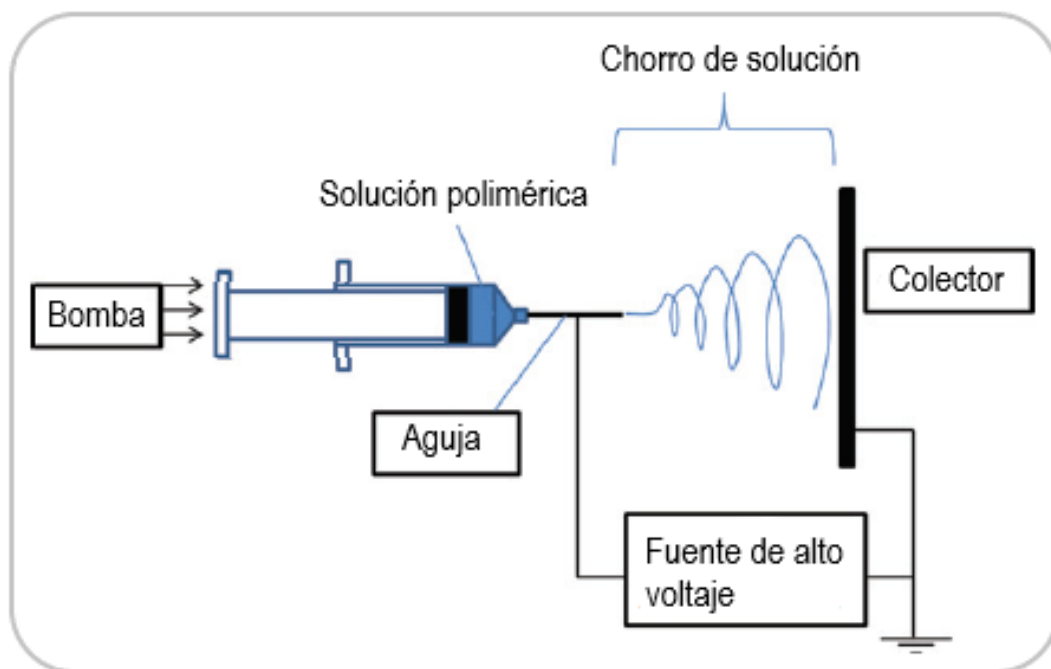 Chorro de solución
Solución polimérica
Bomba
Colector
Aguja
Fuente de alto
voltaje